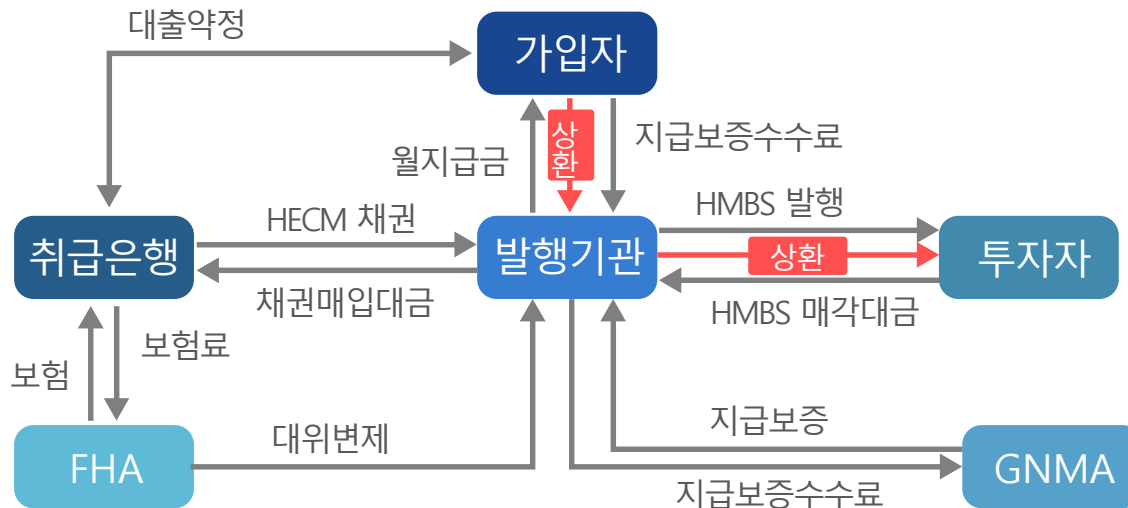 대출약정
가입자
월지급금
상환
지급보증수수료
HECM 채권
HMBS 발행
취급은행
발행기관
상환
투자자
채권매입대금
HMBS 매각대금
보험
보험료
대위변제
지급보증
FHA
GNMA
지급보증수수료